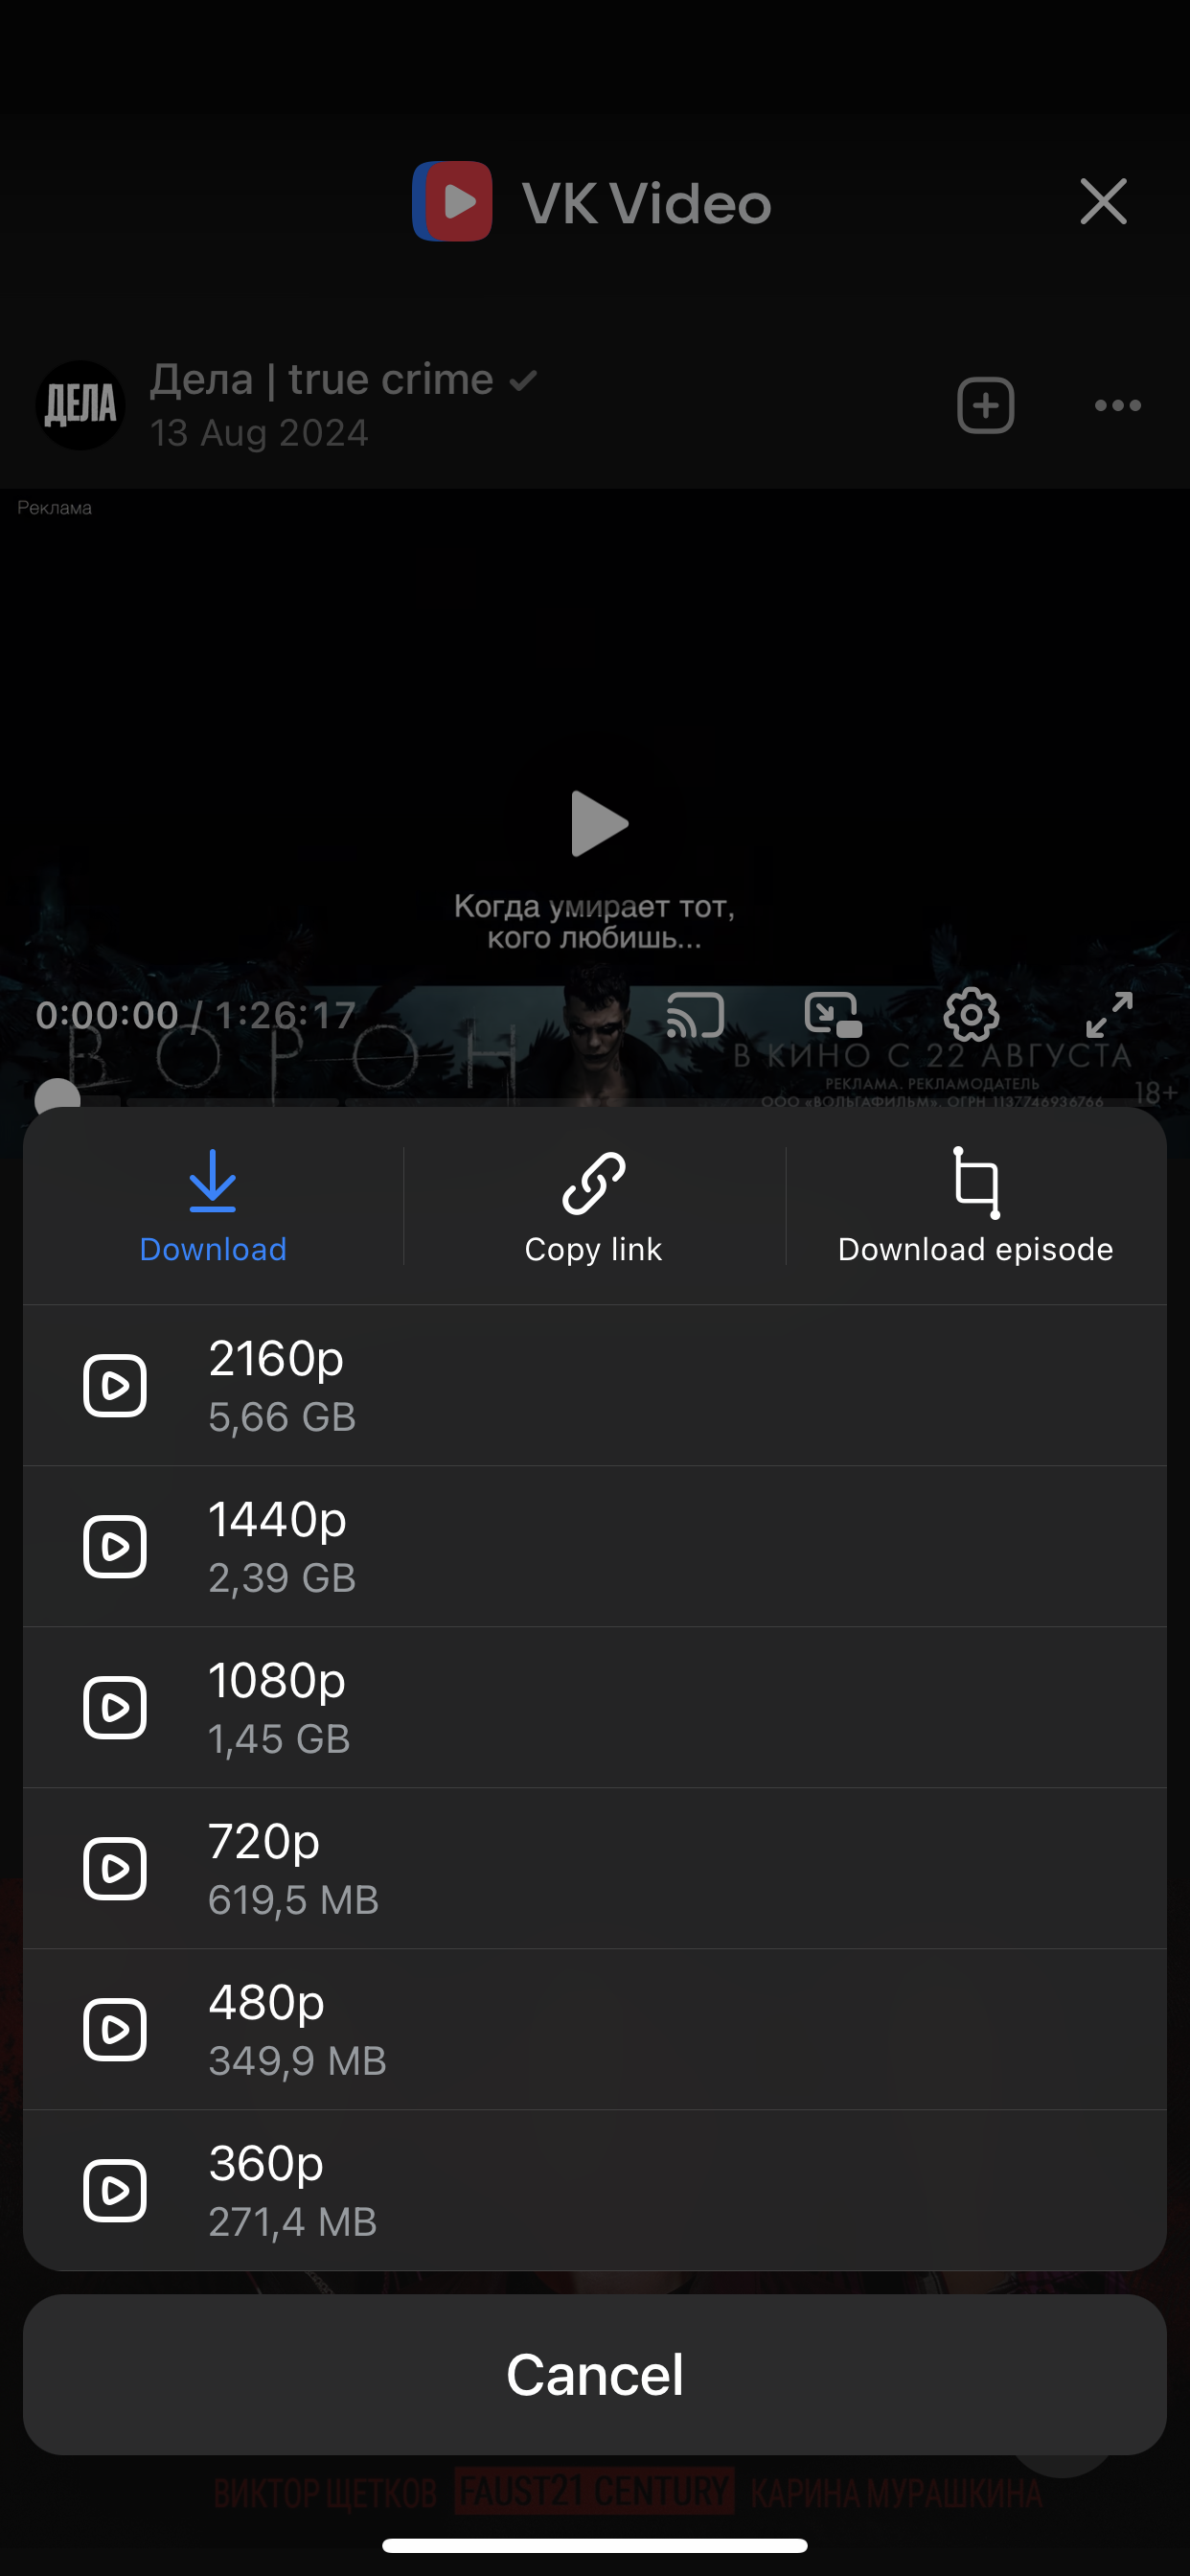 VK Video
ДЕЛА
Дела | true crime
13 Aug 2024
Реклама
Когда умирает тот,
кого любишь...
0:00:00 / 1:26:17
ВОРОН
В КИНО С 22 АВГУСТА
РЕКЛАМА. РЕКЛАМОДАТЕЛЬ
ООО «ВОЛЬГАФИЛЬМ». ОГРН 1137746936766
18+
Download
Copy link
Download episode
2160p
5,66 GB
1440p
2,39 GB
1080p
1,45 GB
720p
619,5 MB
480p
349,9 MB
360p
271,4 MB
Cancel
ВИКТОР ЩЕТКОВ FAUST21 CENTURY КАРИНА МУРАШКИНА